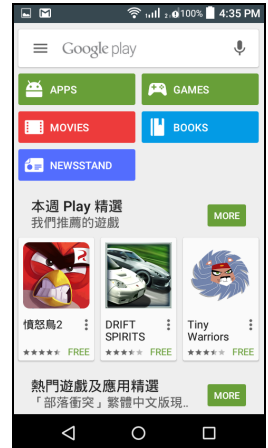 100% 4:35 PM
Google play
APPS
GAMES
MOVIES
BOOKS
NEWSSTAND
本週 Play 精選
我們推薦的遊戲
MORE
憤怒鳥2
FREE
DRIFT
SPIRITS
FREE
Tiny
Warriors
FREE
熱門遊戲及應用精選
「部落衝突」繁體中文版現..
MORE